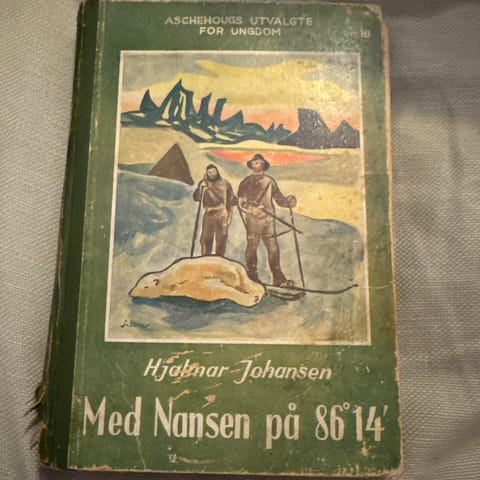 ASCHEHOUGS UTVALGTE
FOR UNGDOM
Hjalmar Johansen
Med Nansen på 86°14'